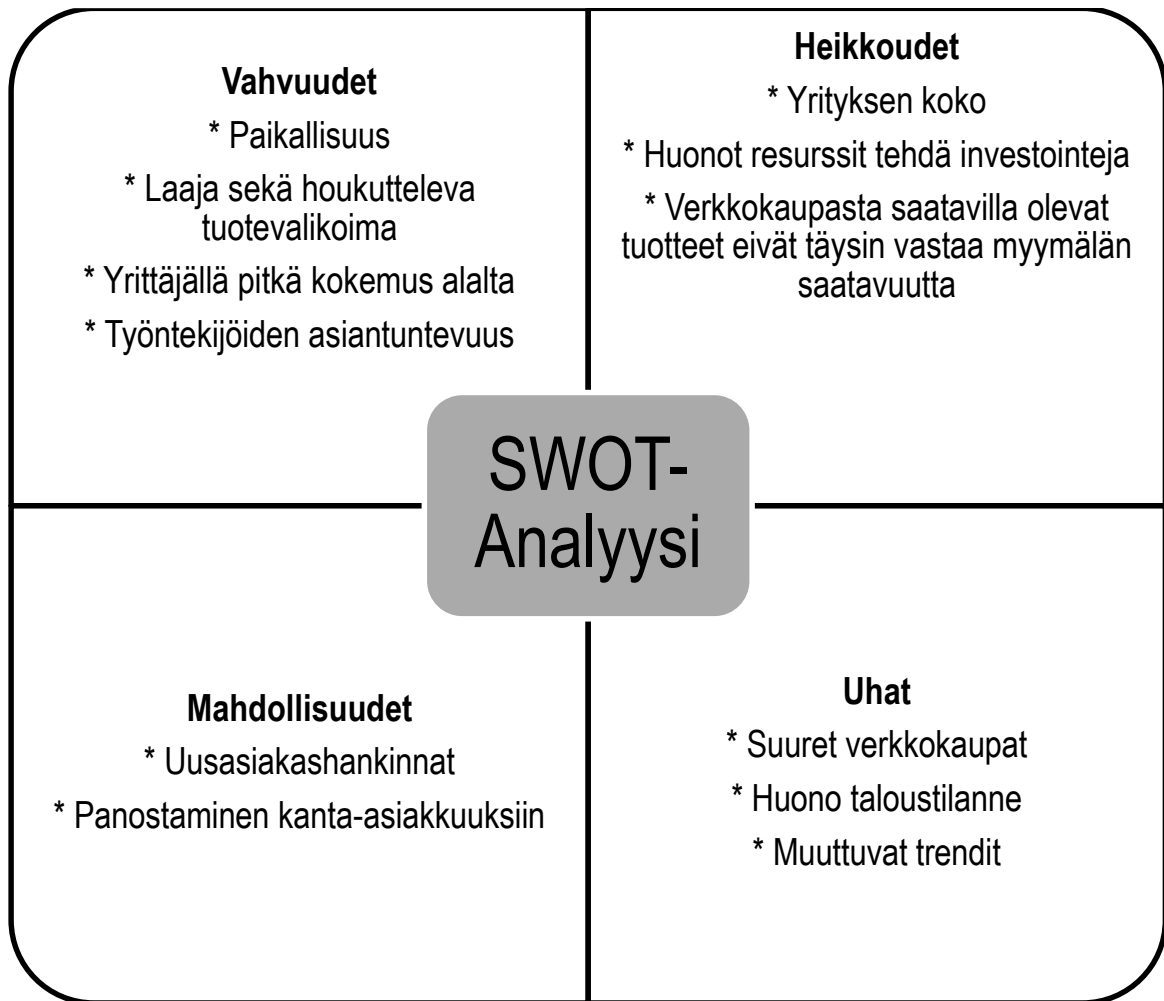 Vahvuudet
* Paikallisuus
* Laaja sekä houkutteleva
tuotevalikoima
* Yrittäjällä pitkä kokemus alalta
* Työntekijöiden asiantuntevuus
Heikkoudet
* Yrityksen koko
* Huonot resurssit tehdä investointeja
* Verkkokaupasta saatavilla olevat
tuotteet eivät täysin vastaa myymälän
saatavuutta
SWOT-
Analyysi
Mahdollisuudet
* Uusasiakashankinnat
* Panostaminen kanta-asiakkuuksiin
Uhat
* Suuret verkkokaupat
* Huono taloustilanne
* Muuttuvat trendit